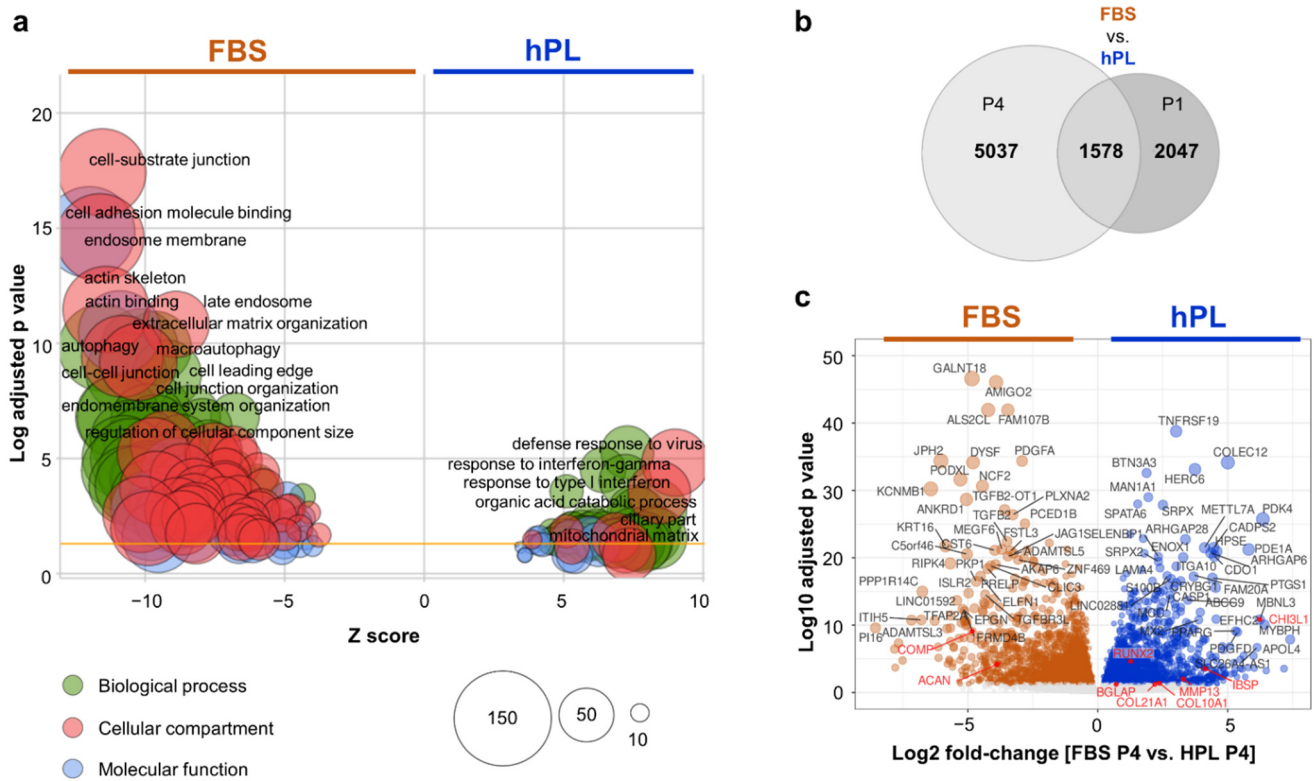 a
FBS
hPL
Log adjusted p value
20
15
10
5
0
cell-substrate junction
cell adhesion molecule binding
endosome membrane
actin skeleton
actin binding
late endosome
extracellular matrix organization
autophagy
macroautophagy
cell-cell junction
cell leading edge
cell junction organization
endomembrane system organization
regulation of cellular component size
defense response to virus
response to interferon-gamma
response to type I interferon
organic acid catabolic process
ciliary part
mitochondrial matrix
−10
−5
0
5
10
Z score
Biological process
Cellular compartment
Molecular function
150
50
10
b
FBS
vs.
hPL
P4
P1
5037
1578
2047
c
FBS
hPL
Log10 adjusted p value
50
40
30
20
10
0
GALNT18
AMIGO2
ALS2CL
FAM107B
TNFRSF19
JPH2
DYSF
PDGFA
COLEC12
PODXL
NCF2
BTN3A3
HERC6
KCNMB1
MAN1A1
TGFB2-OT1
PLXNA2
ANKRD1
TGFB2
PCED1B
SPATA6
SRPX
METTL7A
PDK4
KRT16
MEGF6
FSTL3
JAG1
SELENBP1
ARHGAP28
CADPS2
C5orf46
CST6
ADAMTSL5
SRPX2
ENOX1
HPSE
PDE1A
RIPK4
PKP1
AKAP6
ZNF469
LAMA4
ITGA10
CDO1
ARHGAP6
PPP1R14C
ISLR2
PRELP
CLIC3
S100B
CRYBG1
FAM20A
PTGS1
LINC01592
ELFN1
CASP1
ABCG9
MBNL3
ITIH5
TFAP2A
EPGN
TGFBR3L
EFHC2
CHI3L1
PI16
ADAMTSL3
FRMD4B
MX2
PPARG
MYBPH
COMP
RUNX2
PDGFD
APOL4
SLC26A4-AS1
ACAN
IBSP
BGLAP
MMP13
COL21A1
COL10A1
−5
0
5
Log2 fold-change [FBS P4 vs. HPL P4]